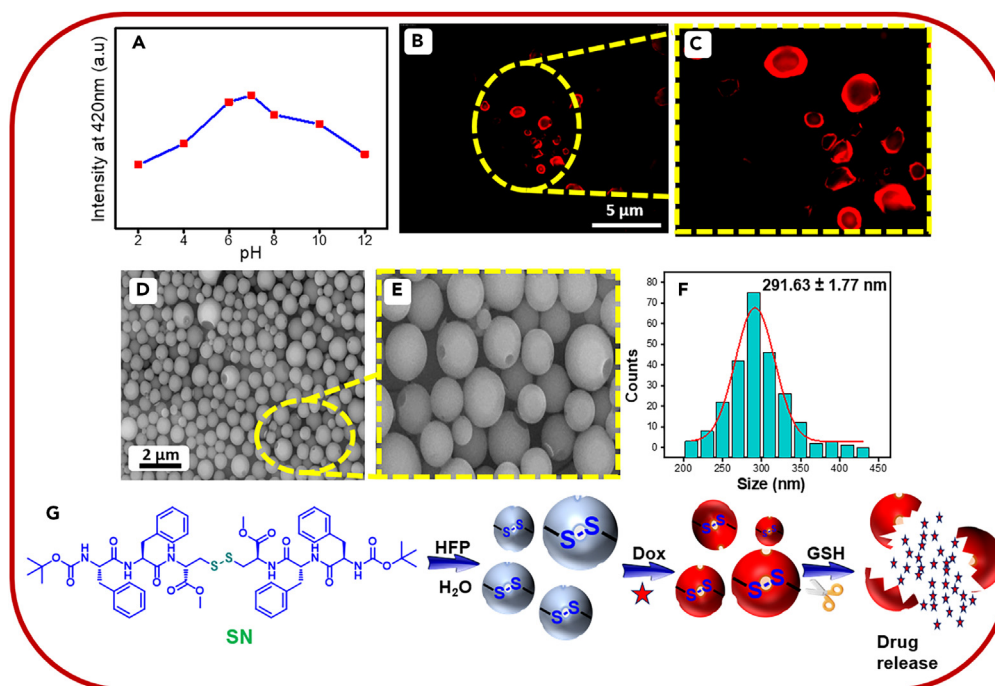 A
Intensity at 420nm (a.u)
2 4 6 8 10 12
pH
B
5 µm
C
D
2 µm
E
F
291.63 ± 1.77 nm
Counts
80
70
60
50
40
30
20
10
0
200 250 300 350 400 450
Size (nm)
G
O
O
N
H
O
H
N
O
N
H
O
O
S
S
O
O
N
H
O
H
N
O
H
N
O
O
SN
HFP
H₂O
S-S
S-S
S-S
S-S
Dox
S-S
S-S
S-S
GSH
Drug
release